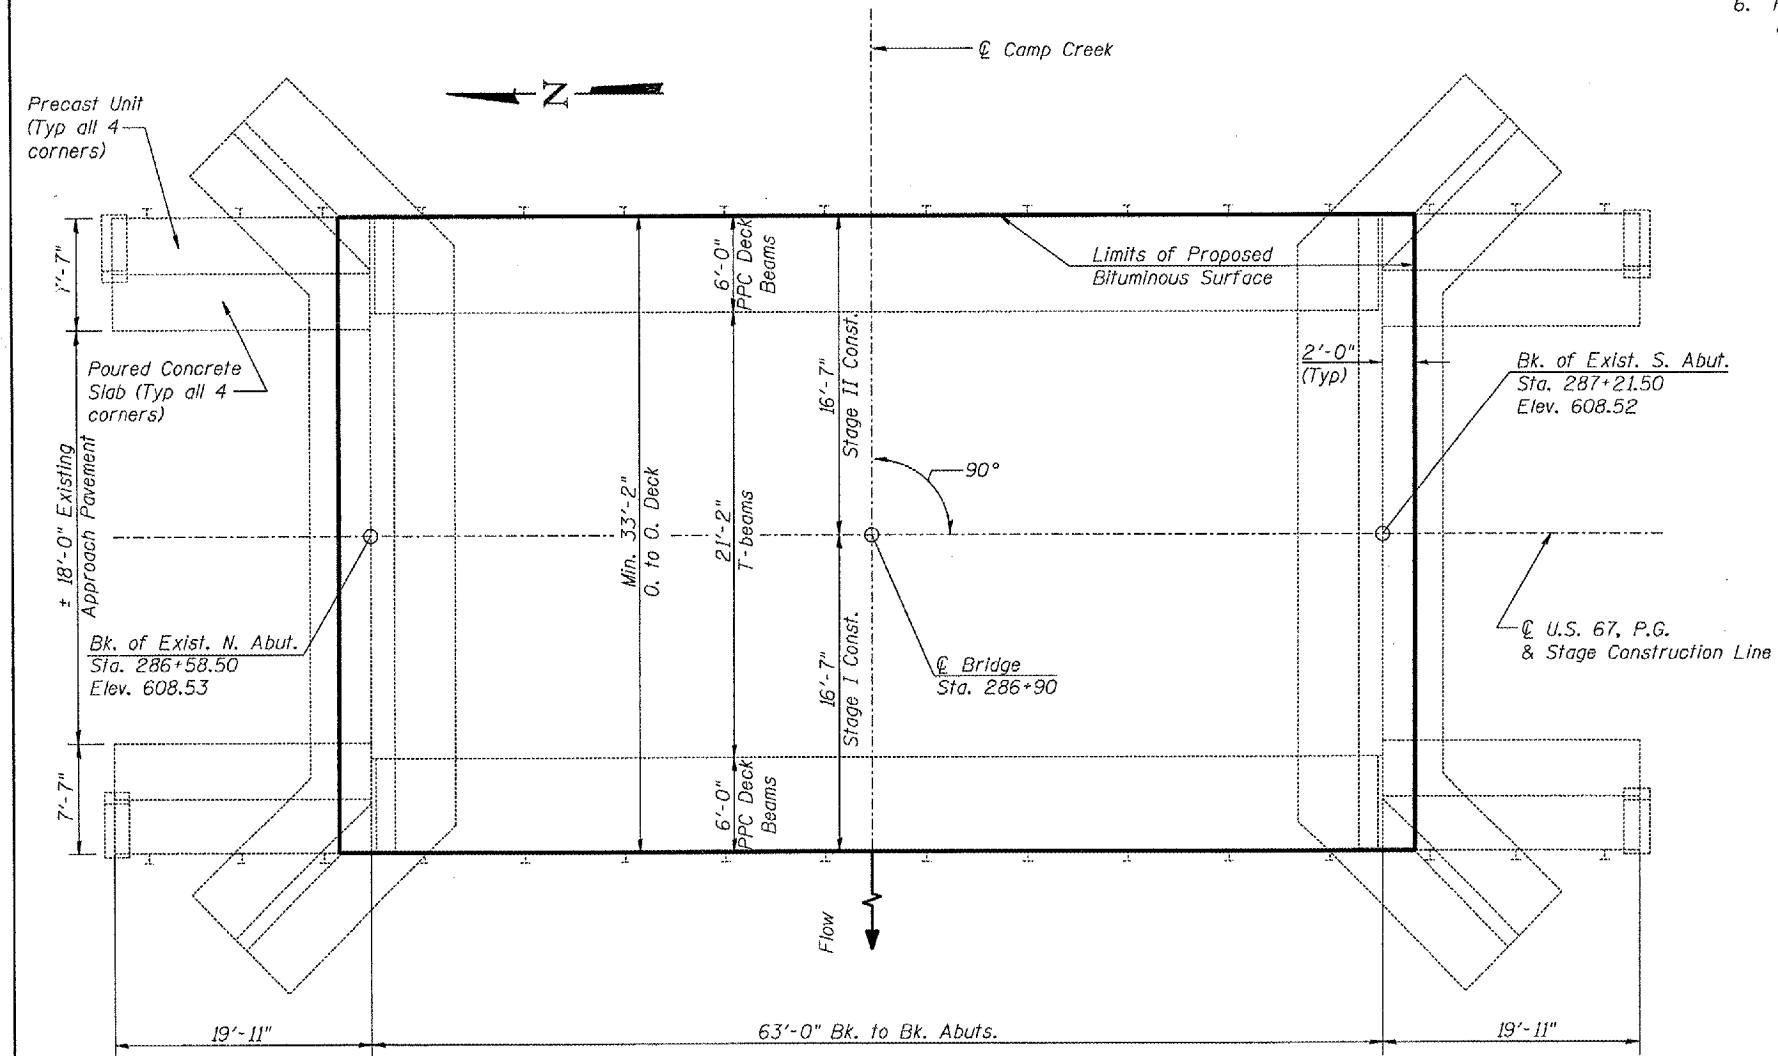 6.
℄ Camp Creek
N
Precast Unit
(Typ all 4
corners)
7'-7"
6'-0"
PPC Deck
Beams
Limits of Proposed
Bituminous Surface
Poured Concrete
Slab (Typ all 4
corners)
16'-7"
Stage II Const.
2'-0"
(Typ)
Bk. of Exist. S. Abut.
Sta. 287+21.50
Elev. 608.52
± 18'-0" Existing
Approach Pavement
Min. 33'-2"
O. to O. Deck
21'-2"
T-beams
90°
Bk. of Exist. N. Abut.
Sta. 286+58.50
Elev. 608.53
16'-7"
Stage I Const.
℄ Bridge
Sta. 286+90
℄ U.S. 67, P.G.
& Stage Construction Line
7'-7"
6'-0"
PPC Deck
Beams
Flow
19'-11"
63'-0" Bk. to Bk. Abuts.
19'-11"